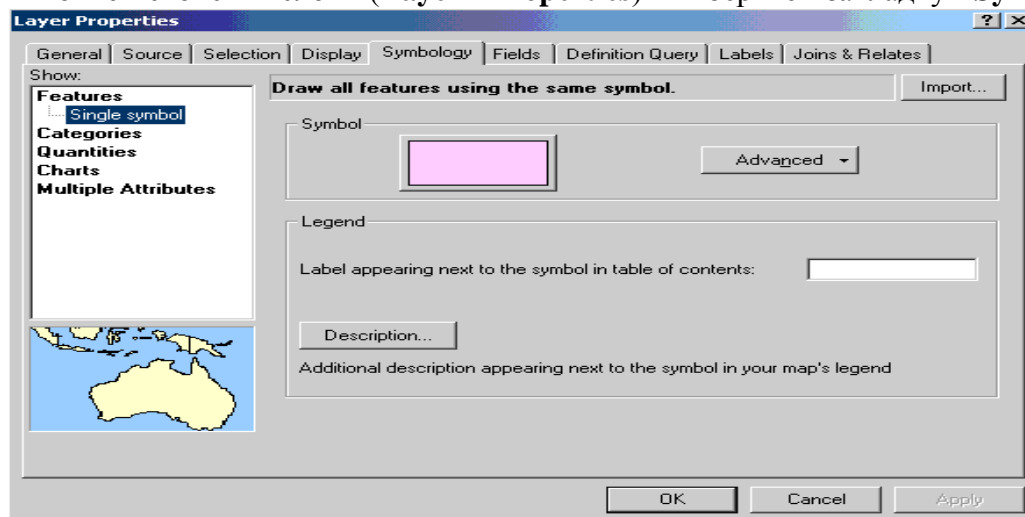 (Layer Properties)
Layer Properties
General Source Selection Display Symbology Fields Definition Query Labels Joins & Relates
Show:
Features
Single symbol
Categories
Quantities
Charts
Multiple Attributes
Draw all features using the same symbol.
Import...
Symbol
Advanced
Legend
Label appearing next to the symbol in table of contents:
Description...
Additional description appearing next to the symbol in your map's legend
OK Cancel Apply